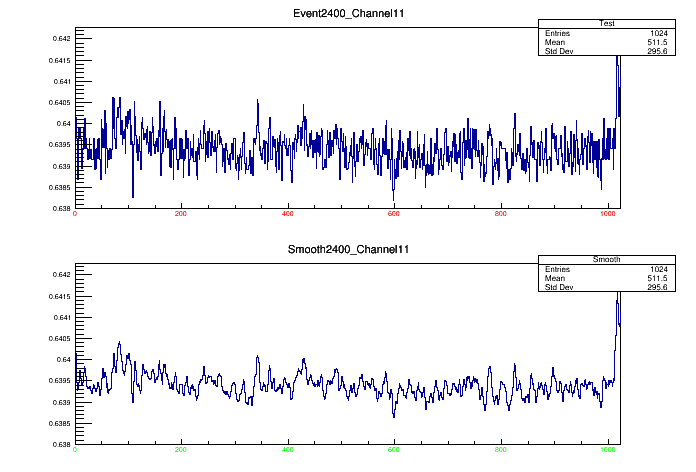 Event2400_Channel11
Test
Entries 1024
Mean 511.5
Std Dev 295.6
0.642
0.6415
0.641
0.6405
0.64
0.6395
0.639
0.6385
0.638
0 200 400 600 800 1000
Smooth2400_Channel11
Smooth
Entries 1024
Mean 511.5
Std Dev 295.6
0.642
0.6415
0.641
0.6405
0.64
0.6395
0.639
0.6385
0.638
0 200 400 600 800 1000